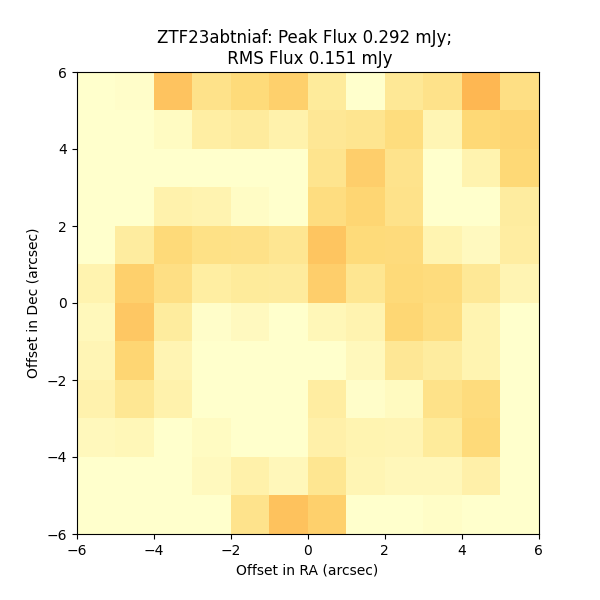 ZTF23abtniaf: Peak Flux 0.292 mJy;
RMS Flux 0.151 mJy
6
4
2
0
−2
−4
−6
Offset in Dec (arcsec)
−6 −4 −2 0 2 4 6
Offset in RA (arcsec)